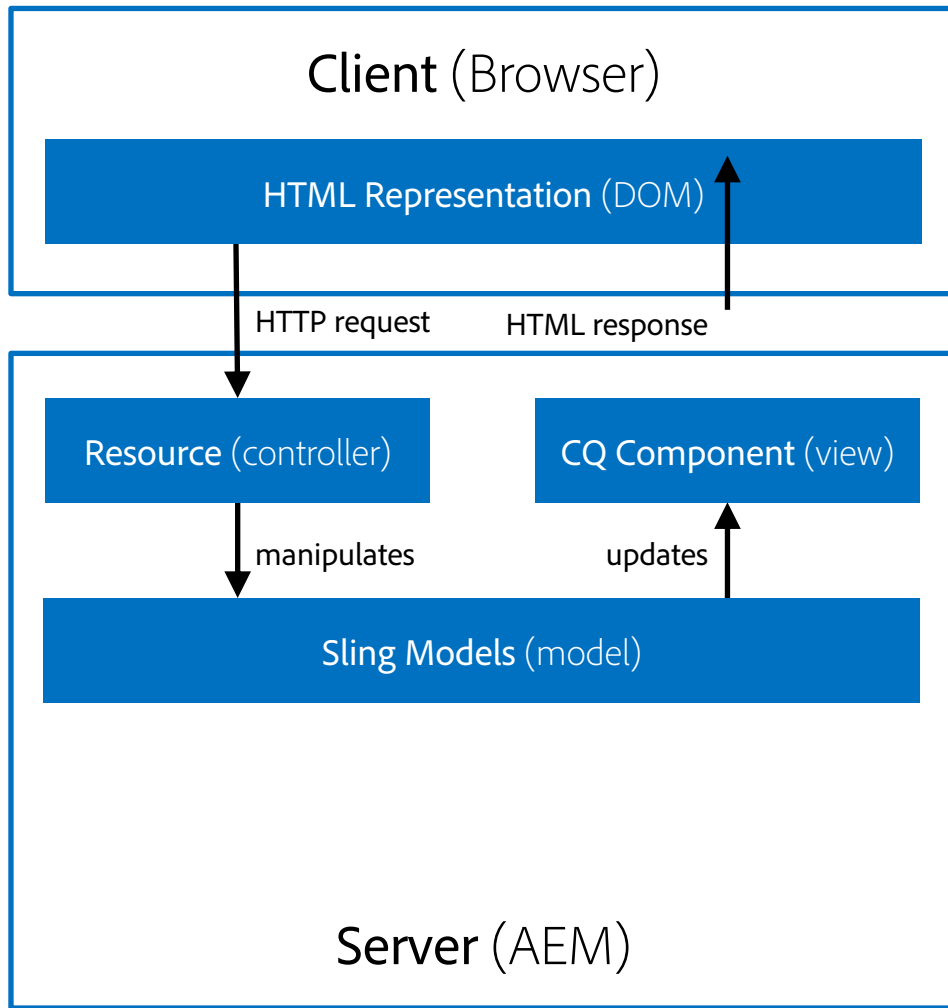 Client (Browser)
HTML Representation (DOM)
HTTP request
HTML response
Resource (controller)
CQ Component (view)
manipulates
updates
Sling Models (model)
Server (AEM)